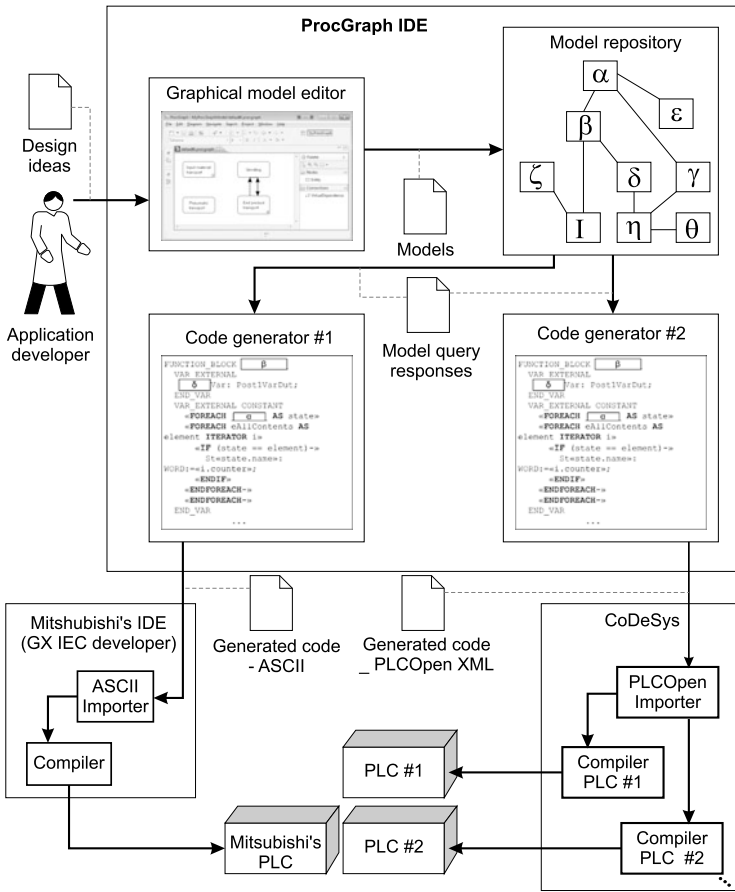 ProcGraph IDE
Model repository
α
ε
β
ζ
δ
γ
I
η
θ
Graphical model editor
Design
ideas
Models
Application
developer
Code generator #1
FUNCTION_BLOCK β
VAR_EXTERNAL
δ Var: Post1VarDut;
END_VAR
VAR_EXTERNAL CONSTANT
«FOREACH α AS state»
«FOREACH eAllContents AS
element ITERATOR i»
«IF (state == element)-»
St«state.name»:
WORD:=«i.counter»;
«ENDIF»
«ENDFOREACH-»
«ENDFOREACH-»
END_VAR
...
Model query
responses
Code generator #2
FUNCTION_BLOCK β
VAR_EXTERNAL
δ Var: Post1VarDut;
END_VAR
VAR_EXTERNAL CONSTANT
«FOREACH α AS state»
«FOREACH eAllContents AS
element ITERATOR i»
«IF (state == element)-»
St«state.name»:
WORD:=«i.counter»;
«ENDIF»
«ENDFOREACH-»
«ENDFOREACH-»
END_VAR
...
Mitshubishi's IDE
(GX IEC developer)
ASCII
Importer
Compiler
Generated code
- ASCII
Generated code
_ PLCOpen XML
CoDeSys
PLCOpen
Importer
Compiler
PLC #1
Compiler
PLC #2
PLC #1
Mitsubishi's
PLC
PLC #2